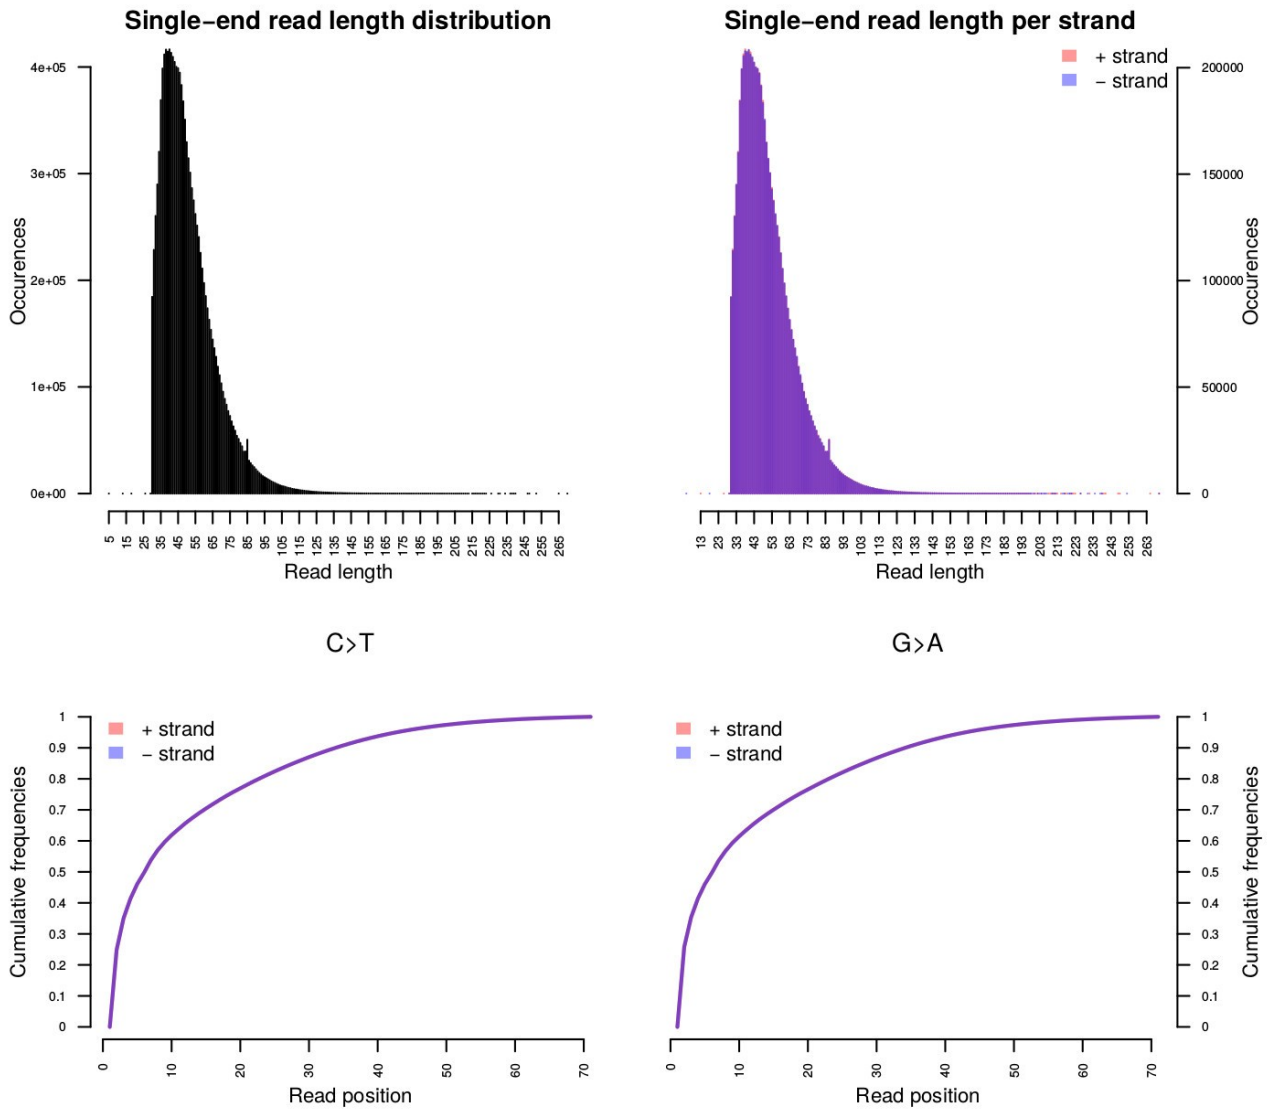 Single−end read length distribution
Occurences
4e+05
3e+05
2e+05
1e+05
0e+00
5 15 25 35 45 55 65 75 85 95 105 115 125 135 145 155 165 175 185 195 205 215 225 235 245 255 265
Read length
Single−end read length per strand
+ strand
− strand
200000
150000
100000
50000
0
Occurences
13 23 33 43 53 63 73 83 93 103 113 123 133 143 153 163 173 183 193 203 213 223 233 243 253 263
Read length
C>T
+ strand
− strand
Cumulative frequencies
1
0.9
0.8
0.7
0.6
0.5
0.4
0.3
0.2
0.1
0
0 10 20 30 40 50 60 70
Read position
G>A
+ strand
− strand
1
0.9
0.8
0.7
0.6
0.5
0.4
0.3
0.2
0.1
0
Cumulative frequencies
0 10 20 30 40 50 60 70
Read position